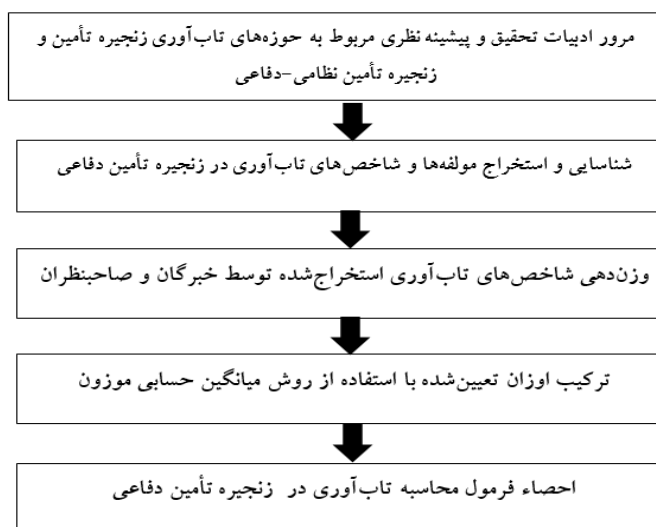 مرور ادبیات تحقیق و پیشینه نظری مربوط به حوزه‌های تاب‌آوری زنجیره تأمین و
زنجیره تأمین نظامی-دفاعی
شناسایی و استخراج مولفه‌ها و شاخص‌های تاب‌آوری در زنجیره تأمین دفاعی
وزن‌دهی شاخص‌های تاب‌آوری استخراج‌شده توسط خبرگان و صاحبنظران
ترکیب اوزان تعیین‌شده با استفاده از روش میانگین حسابی موزون
احصاء فرمول محاسبه تاب‌آوری در زنجیره تأمین دفاعی